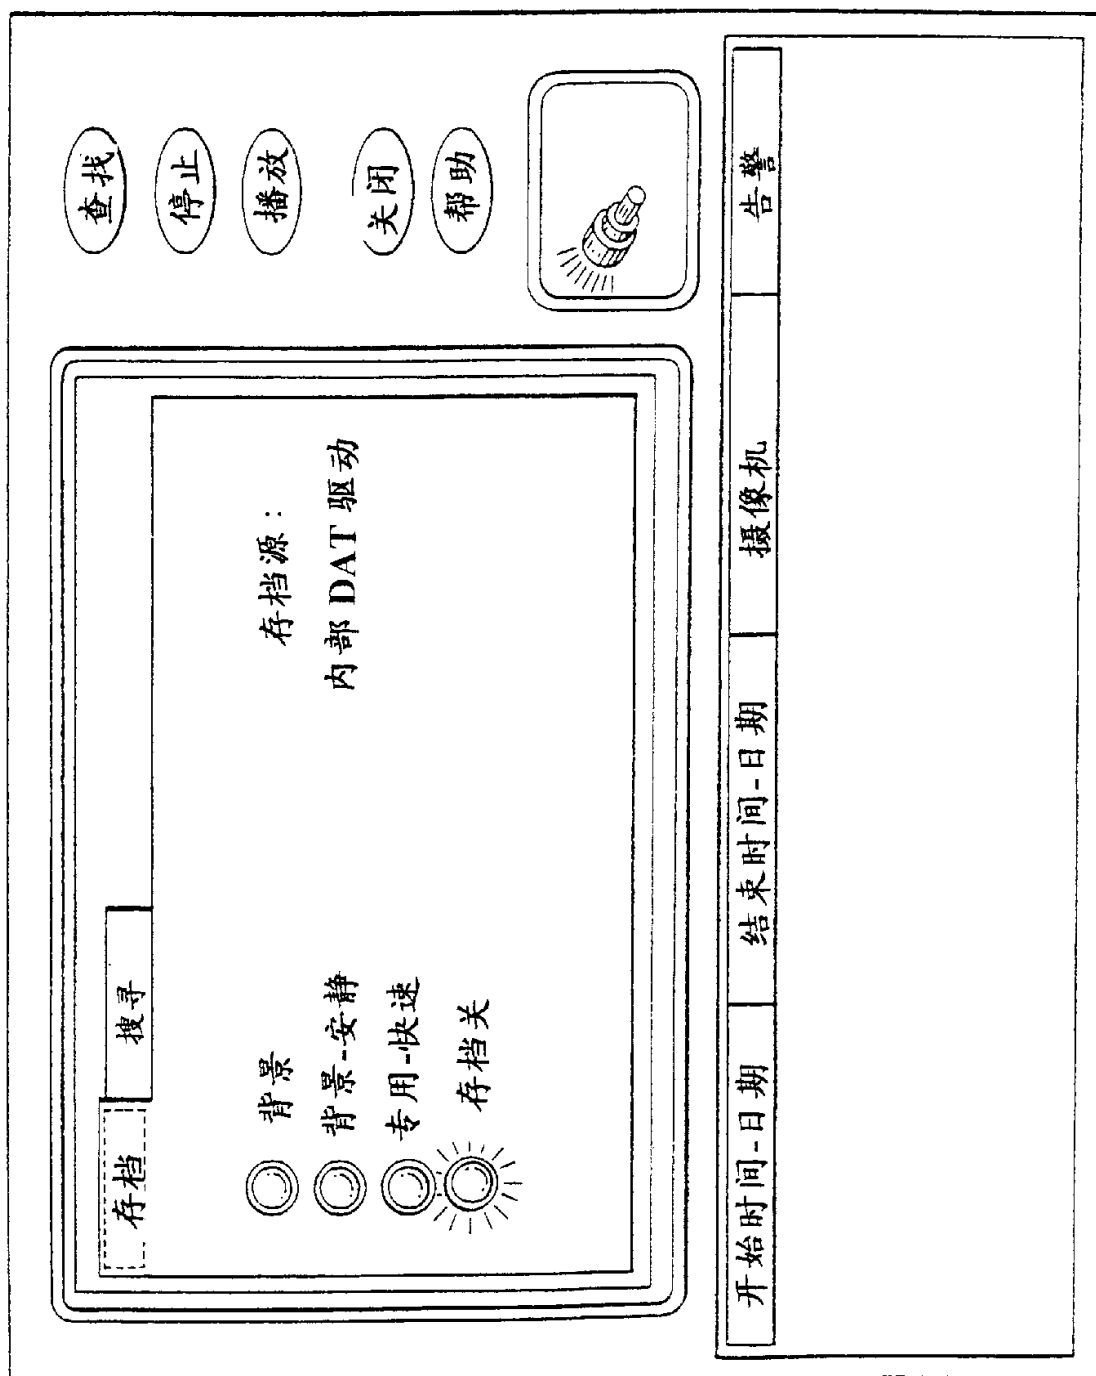 存档
搜寻
背景
背景-安静
专用-快速
存档关
存档源：
内部 DAT 驱动
查找
停止
播放
关闭
帮助
开始时间-日期
结束时间-日期
摄像机
告警